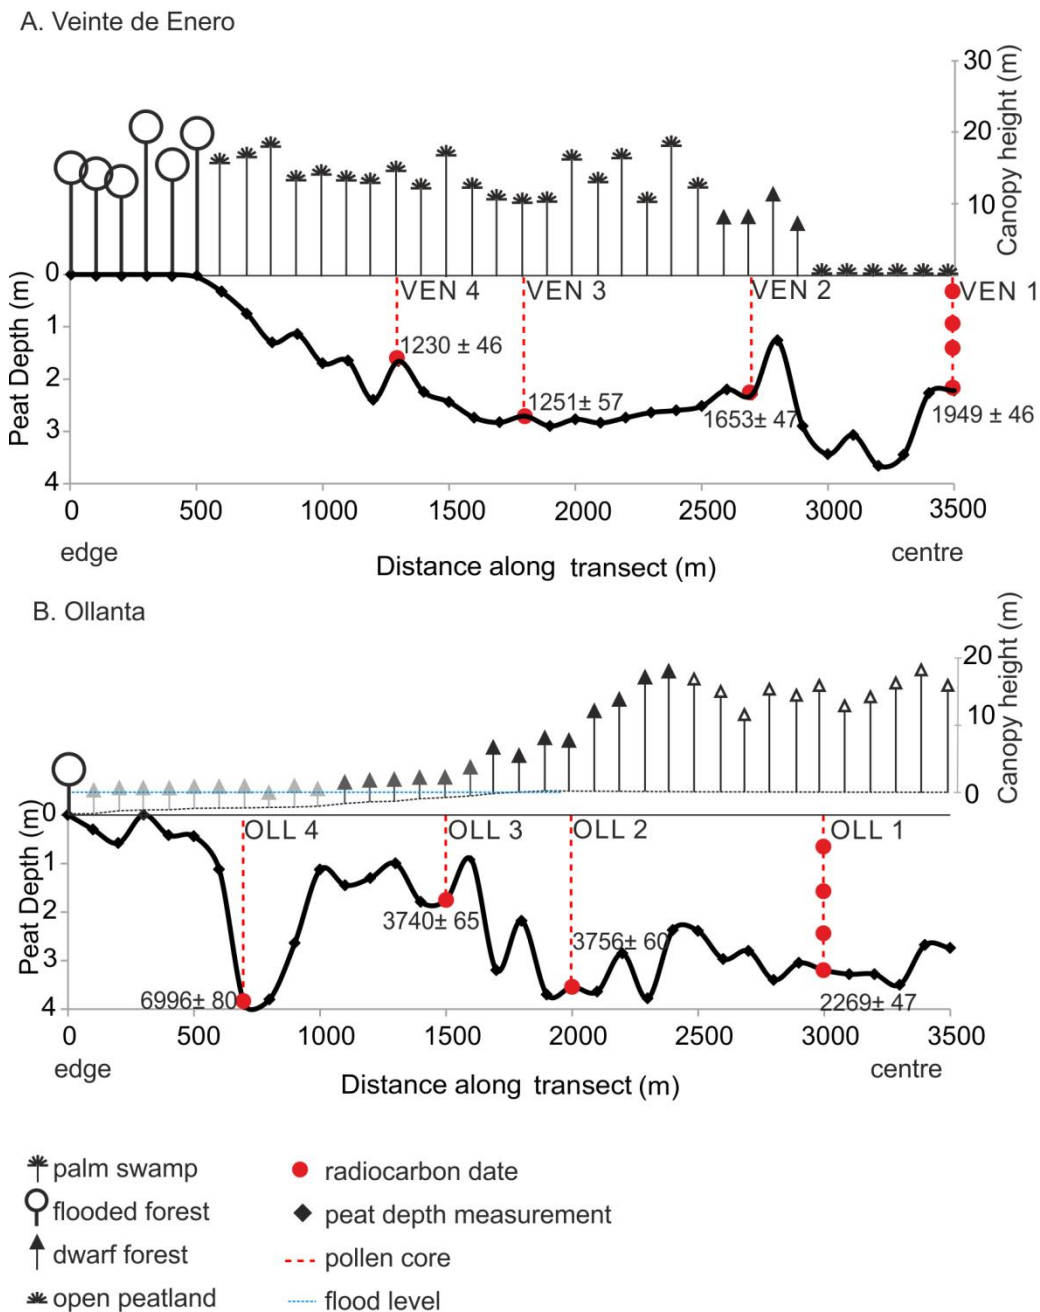 A. Veinte de Enero
30
20
10
Canopy height (m)
0
1
2
3
4
Peat Depth (m)
VEN 4
VEN 3
VEN 2
VEN 1
1230 ± 46
1251± 57
1653± 47
1949 ± 46
0
500
1000
1500
2000
2500
3000
3500
edge
centre
Distance along transect (m)
B. Ollanta
20
10
0
Canopy height (m)
0
1
2
3
4
Peat Depth (m)
OLL 4
OLL 3
OLL 2
OLL 1
3740± 65
3756± 60
6996± 80
2269± 47
0
500
1000
1500
2000
2500
3000
3500
edge
centre
Distance along transect (m)
palm swamp
radiocarbon date
flooded forest
peat depth measurement
dwarf forest
pollen core
open peatland
flood level